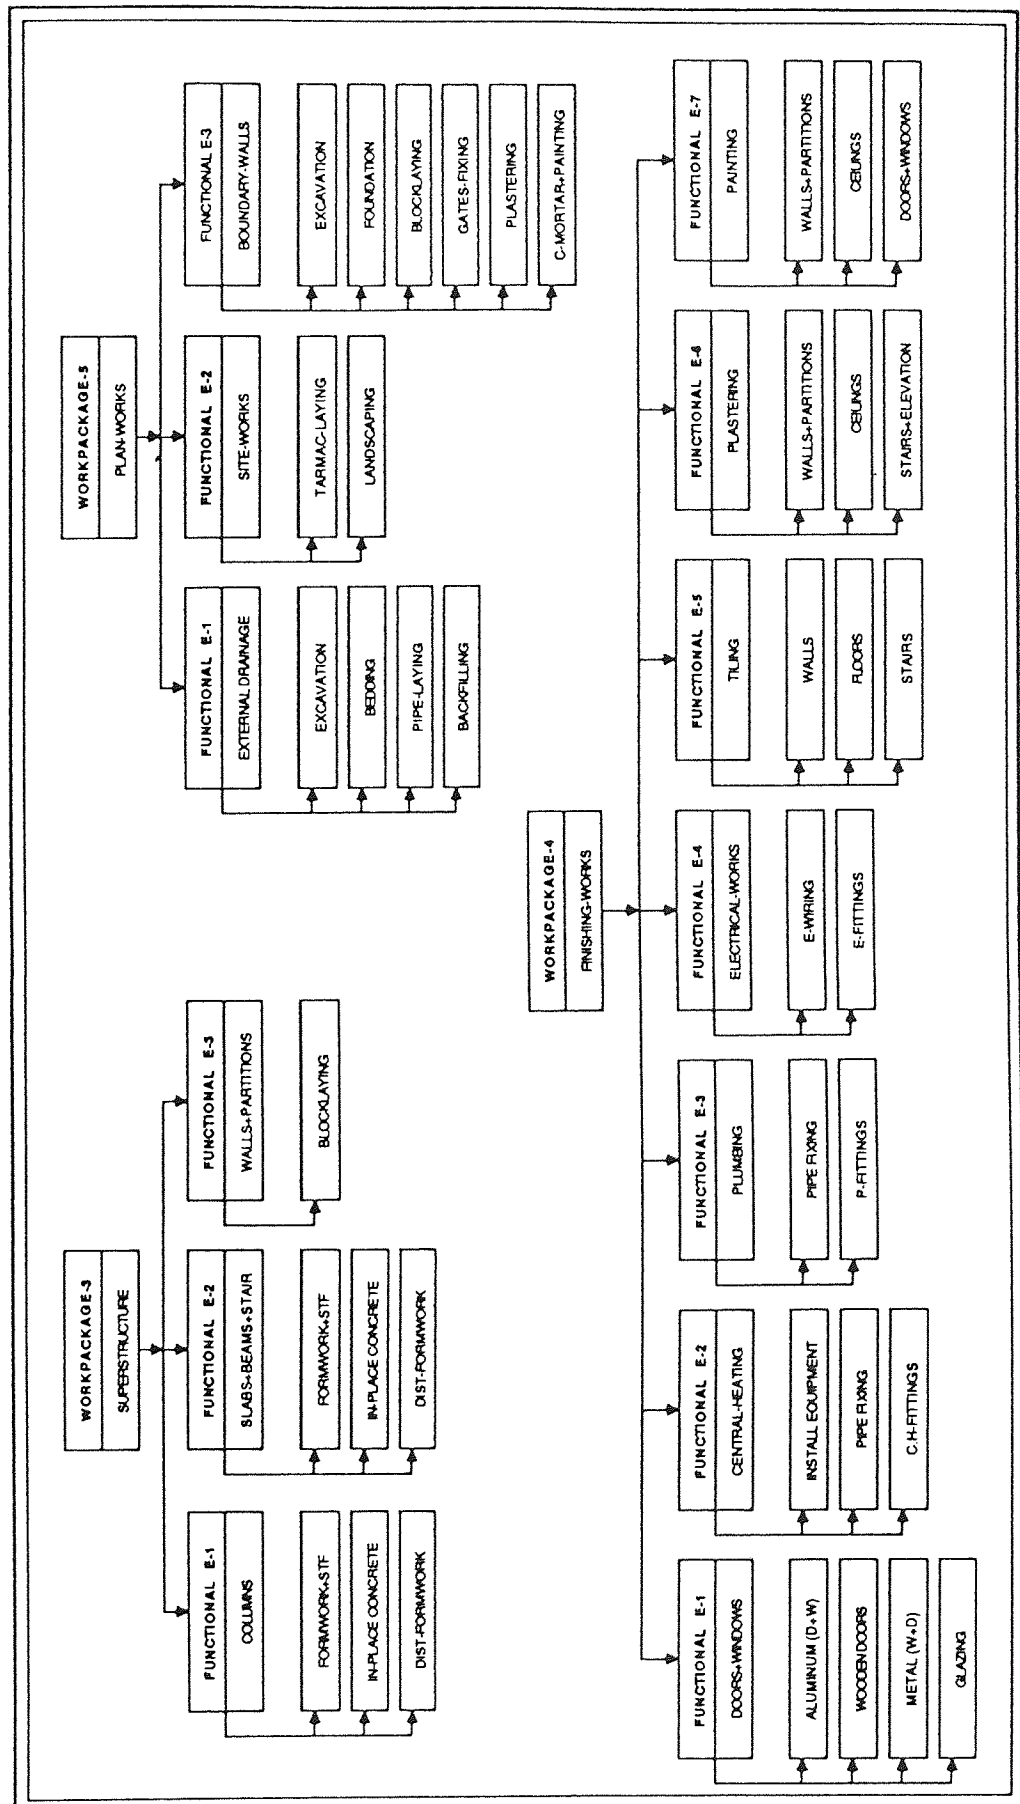 WORKPACKAGE-3
SUPERSTRUCTURE
FUNCTIONAL E-1
COLUMNS
FORMWORK+STF
IN-PLACE CONCRETE
DIST-FORMWORK
FUNCTIONAL E-2
SLABS+BEAMS+STAIR
FORMWORK+STF
IN-PLACE CONCRETE
DIST-FORMWORK
FUNCTIONAL E-3
WALLS+PARTITIONS
BLOCKLAYING
WORKPACKAGE-5
PLAN-WORKS
FUNCTIONAL E-1
EXTERNAL DRAINAGE
EXCAVATION
BEDDING
PIPE-LAYING
BACKFILLING
FUNCTIONAL E-2
SITE-WORKS
TARMAC-LAYING
LANDSCAPING
FUNCTIONAL E-3
BOUNDARY-WALLS
EXCAVATION
FOUNDATION
BLOCKLAYING
GATES-FIXING
PLASTERING
C-MORTAR+PAINTING
WORKPACKAGE-4
FINISHING-WORKS
FUNCTIONAL E-1
DOORS+WINDOWS
ALUMINUM (D+W)
WOODEN DOORS
METAL (W+D)
GLAZING
FUNCTIONAL E-2
CENTRAL-HEATING
INSTALL EQUIPMENT
PIPE FIXING
C.H-FITTINGS
FUNCTIONAL E-3
PLUMBING
PIPE FIXING
P-FITTINGS
FUNCTIONAL E-4
ELECTRICAL-WORKS
E-WIRING
E-FITTINGS
FUNCTIONAL E-5
TILING
WALLS
FLOORS
STAIRS
FUNCTIONAL E-6
PLASTERING
WALLS+PARTITIONS
CEILINGS
STAIRS+ELEVATION
FUNCTIONAL E-7
PAINTING
WALLS+PARTITIONS
CEILINGS
DOORS+WINDOWS